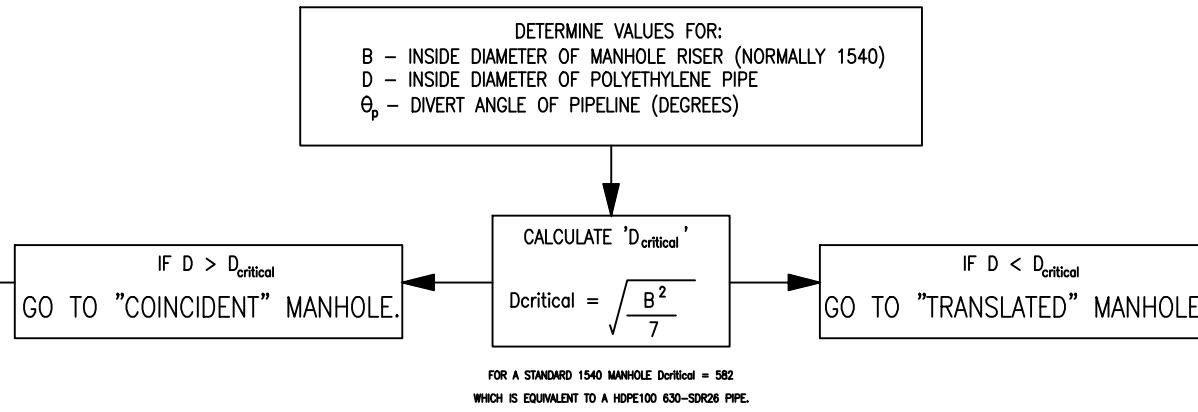 DETERMINE VALUES FOR:
B – INSIDE DIAMETER OF MANHOLE RISER (NORMALLY 1540)
D – INSIDE DIAMETER OF POLYETHYLENE PIPE
Θp – DIVERT ANGLE OF PIPELINE (DEGREES)
IF D > Dcritical
GO TO "COINCIDENT" MANHOLE.
CALCULATE 'Dcritical'
Dcritical = √(B²/7)
IF D < Dcritical
GO TO "TRANSLATED" MANHOLE
FOR A STANDARD 1540 MANHOLE Dcritical = 582
WHICH IS EQUIVALENT TO A HDPE100 630–SDR26 PIPE.